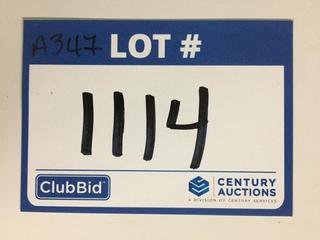 A347 LOT #
1114
ClubBid
CENTURY
AUCTIONS
A DIVISION OF CENTURY SERVICES